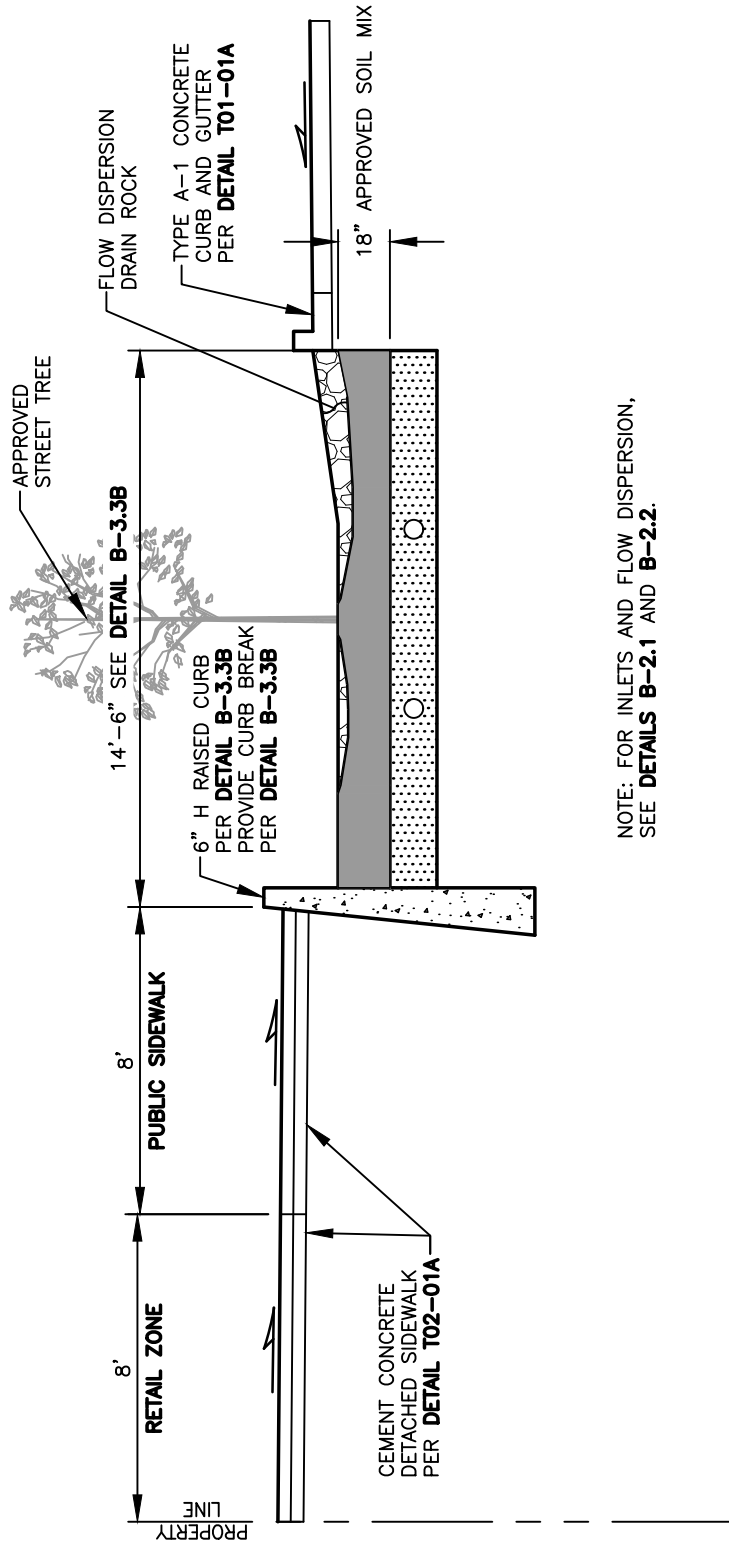 PROPERTY
LINE
8'
RETAIL ZONE
8'
PUBLIC SIDEWALK
14'-6" SEE DETAIL B-3.3B
APPROVED
STREET TREE
FLOW DISPERSION
DRAIN ROCK
TYPE A-1 CONCRETE
CURB AND GUTTER
PER DETAIL T01-01A
18" APPROVED SOIL MIX
6" H RAISED CURB
PER DETAIL B-3.3B
PROVIDE CURB BREAK
PER DETAIL B-3.3B
CEMENT CONCRETE
DETACHED SIDEWALK
PER DETAIL T02-01A
NOTE: FOR INLETS AND FLOW DISPERSION,
SEE DETAILS B-2.1 AND B-2.2.